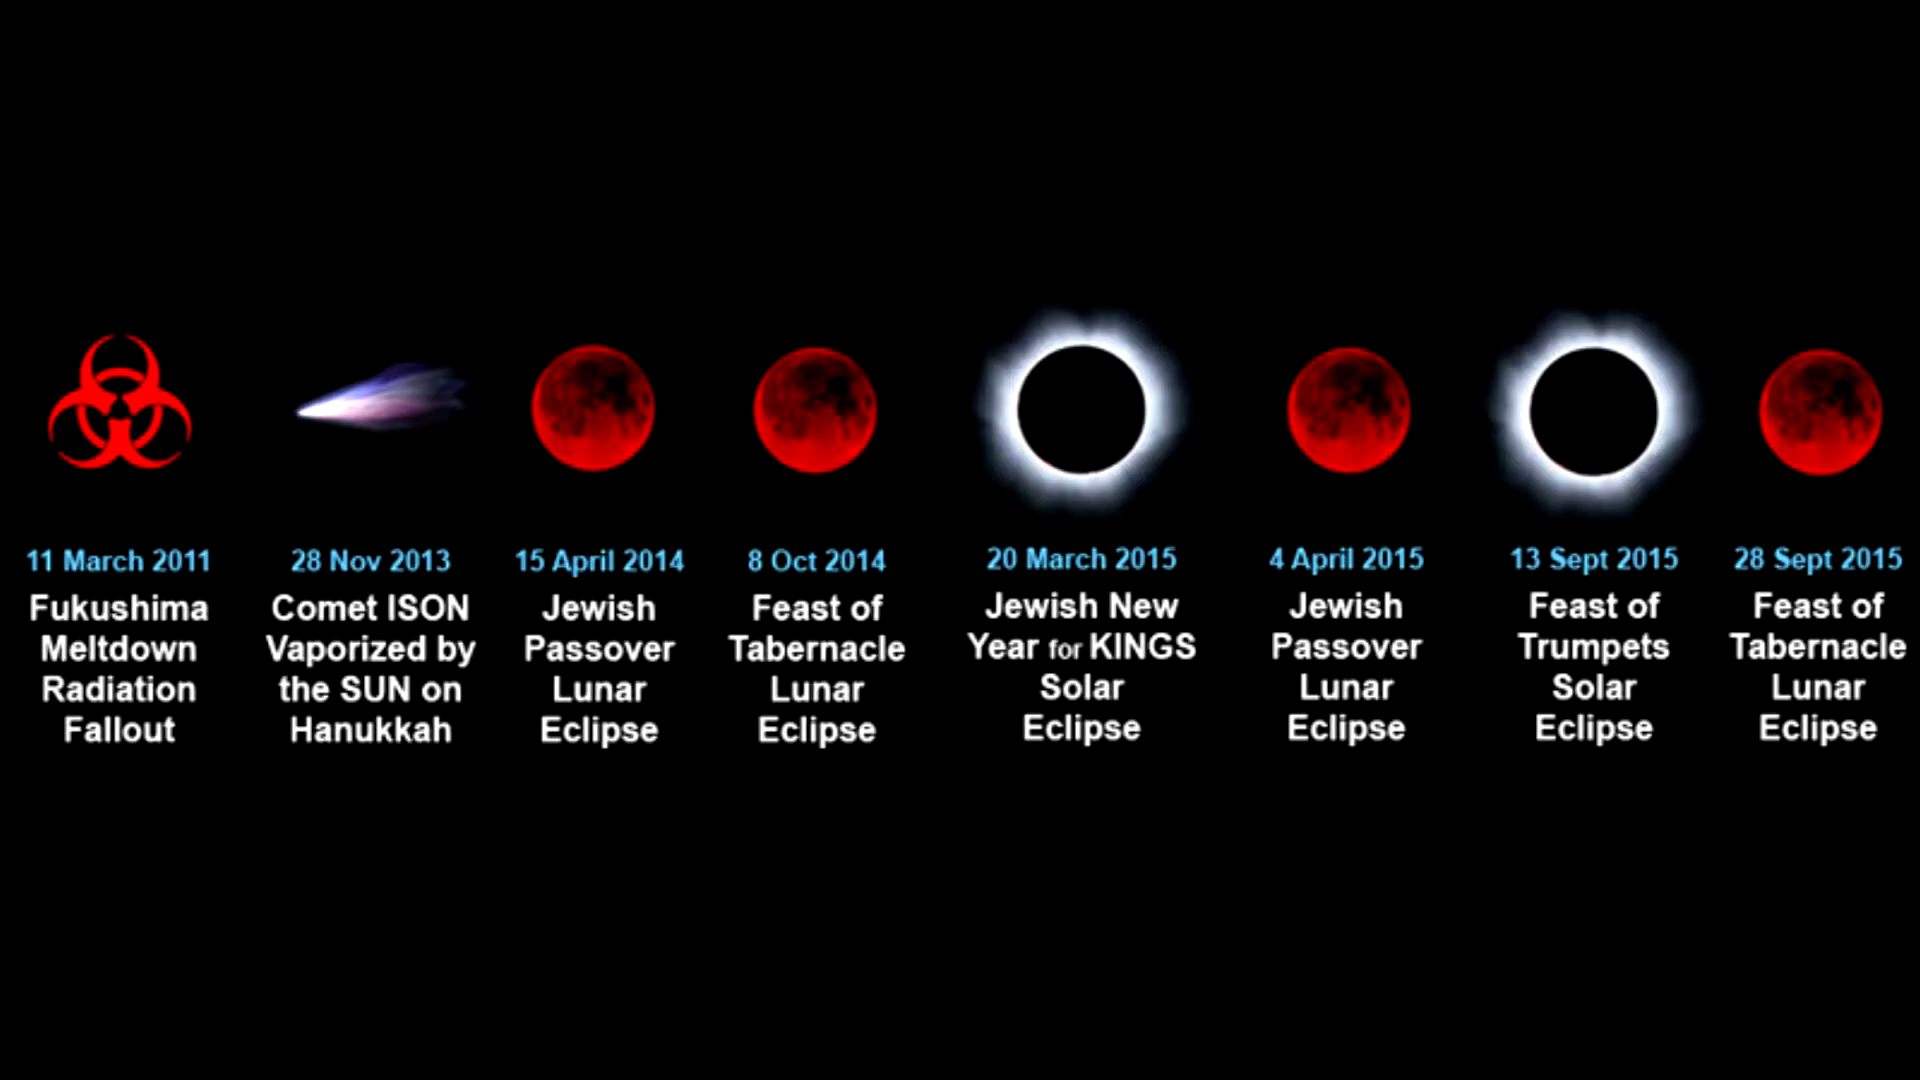 11 March 2011
Fukushima
Meltdown
Radiation
Fallout
28 Nov 2013
Comet ISON
Vaporized by
the SUN on
Hanukkah
15 April 2014
Jewish
Passover
Lunar
Eclipse
8 Oct 2014
Feast of
Tabernacle
Lunar
Eclipse
20 March 2015
Jewish New
Year for KINGS
Solar
Eclipse
4 April 2015
Jewish
Passover
Lunar
Eclipse
13 Sept 2015
Feast of
Trumpets
Solar
Eclipse
28 Sept 2015
Feast of
Tabernacle
Lunar
Eclipse